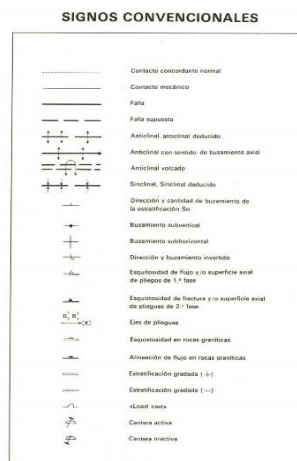 SIGNOS CONVENCIONALES
Contacto concordante normal
Contacto mecánico
Falla
Falla supuesta
Anticlinal, anticlinal deducido
Anticlinal con sentido de buzamiento axial
Anticlinal volcado
Sinclinal, Sinclinal deducido
Dirección y cantidad de buzamiento de
la estratificación So
Buzamiento subvertical
Buzamiento subhorizontal
Dirección y buzamiento invertido
Esquistosidad de flujo y/o superficie axial
de pliegos de 1.ª fase
Esquistosidad de fractura y/o superficie axial
de pliegues de 2.ª fase
(X) Ejes de pliegues
Esquistosidad en rocas graníticas
Alineación de flujo en rocas graníticas
Estratificación gradada (+)
Estratificación gradada (—)
«Load cast»
Cantera activa
Cantera inactiva